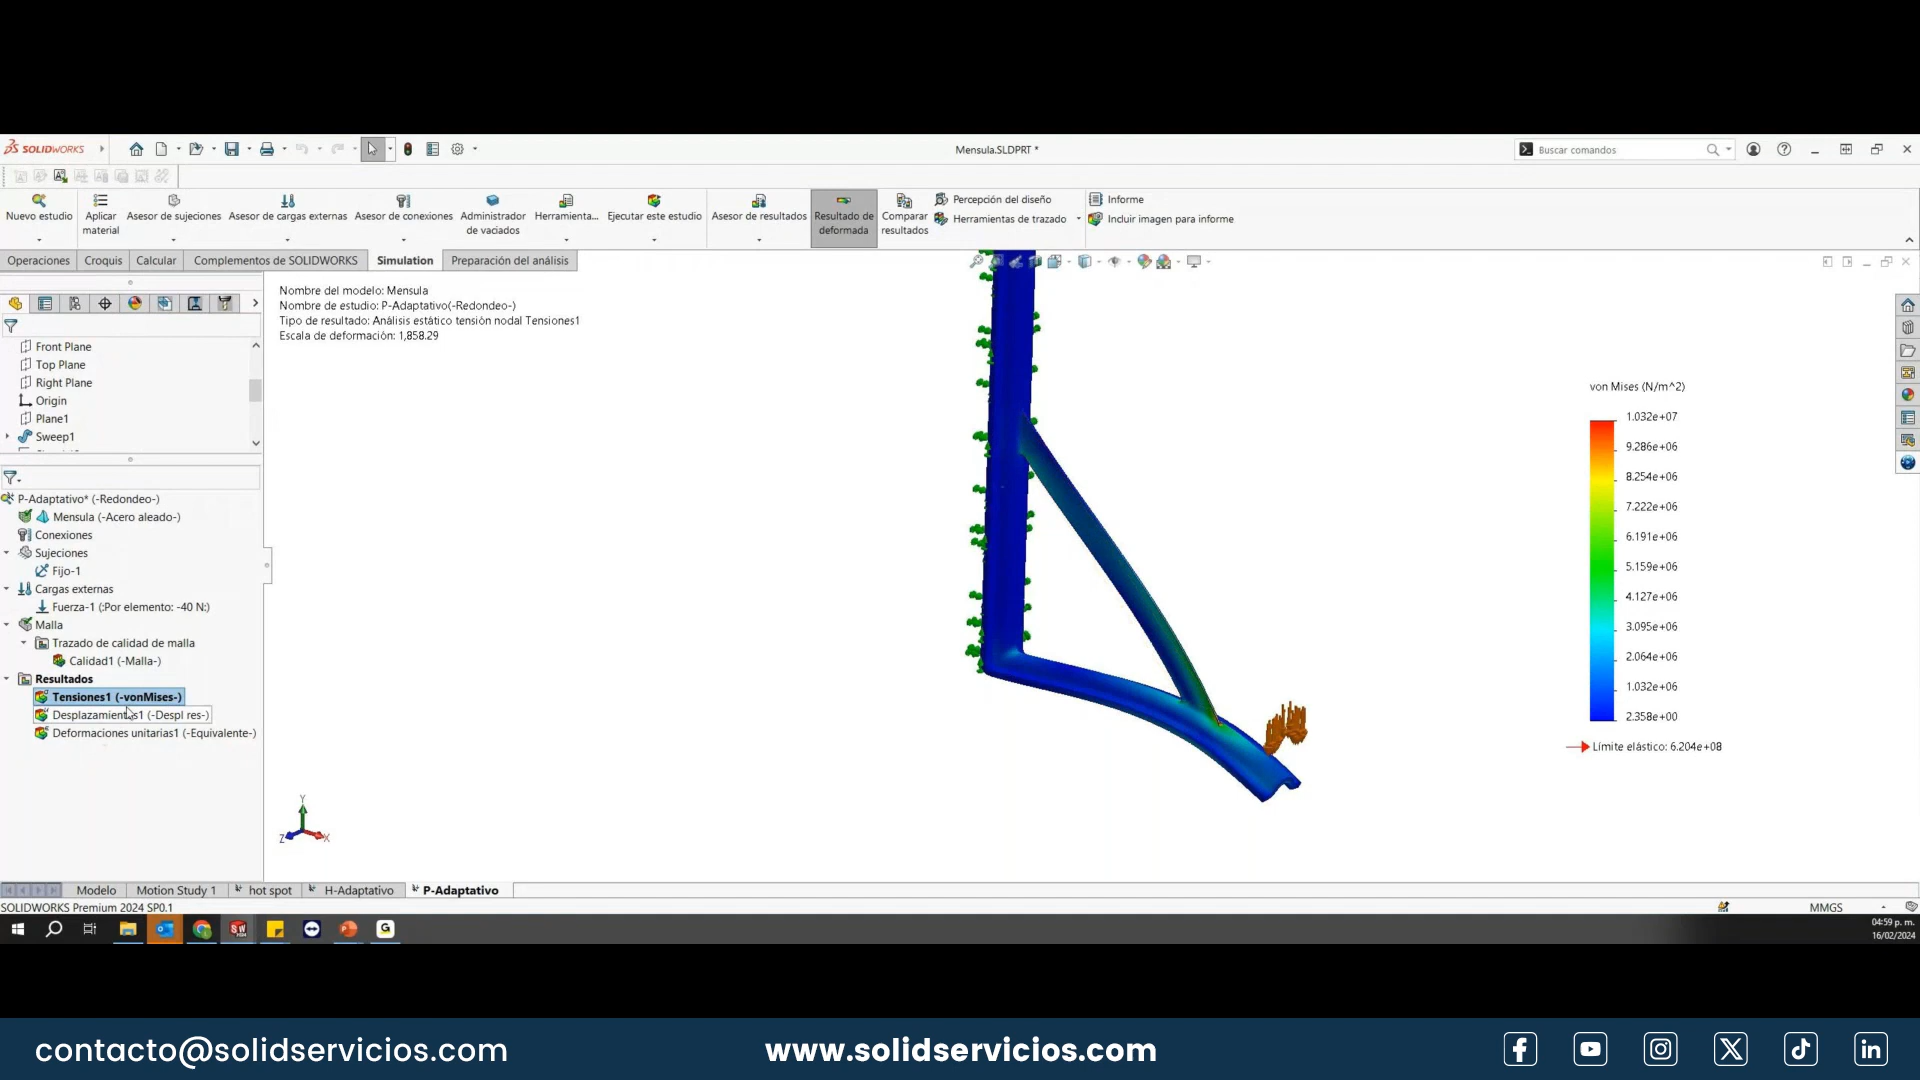 SOLIDWORKS
Mensula.SLDPRT *
Buscar comandos
Nuevo estudio
Aplicar material
Asesor de sujeciones
Asesor de cargas externas
Asesor de conexiones
Administrador de vaciados
Herramienta...
Ejecutar este estudio
Asesor de resultados
Resultado de deformada
Comparar resultados
Percepción del diseño
Herramientas de trazado
Informe
Incluir imagen para informe
Operaciones
Croquis
Calcular
Complementos de SOLIDWORKS
Simulation
Preparación del análisis
Front Plane
Top Plane
Right Plane
Origin
Plane1
Sweep1
P-Adaptativo* (-Redondeo-)
Mensula (-Acero aleado-)
Conexiones
Sujeciones
Fijo-1
Cargas externas
Fuerza-1 (:Por elemento: -40 N:)
Malla
Trazado de calidad de malla
Calidad1 (-Malla-)
Resultados
Tensiones1 (-vonMises-)
Desplazamientos1 (-Despl res-)
Deformaciones unitarias1 (-Equivalente-)
Nombre del modelo: Mensula
Nombre de estudio: P-Adaptativo(-Redondeo-)
Tipo de resultado: Análisis estático tensión nodal Tensiones1
Escala de deformación: 1,858.29
von Mises (N/m^2)
1.032e+07
9.286e+06
8.254e+06
7.222e+06
6.191e+06
5.159e+06
4.127e+06
3.095e+06
2.064e+06
1.032e+06
2.358e+00
Límite elástico: 6.204e+08
Y
Z
X
Modelo
Motion Study 1
hot spot
H-Adaptativo
P-Adaptativo
SOLIDWORKS Premium 2024 SP0.1
MMGS
04:59 p. m.
16/02/2024
contacto@solidservicios.com
www.solidservicios.com